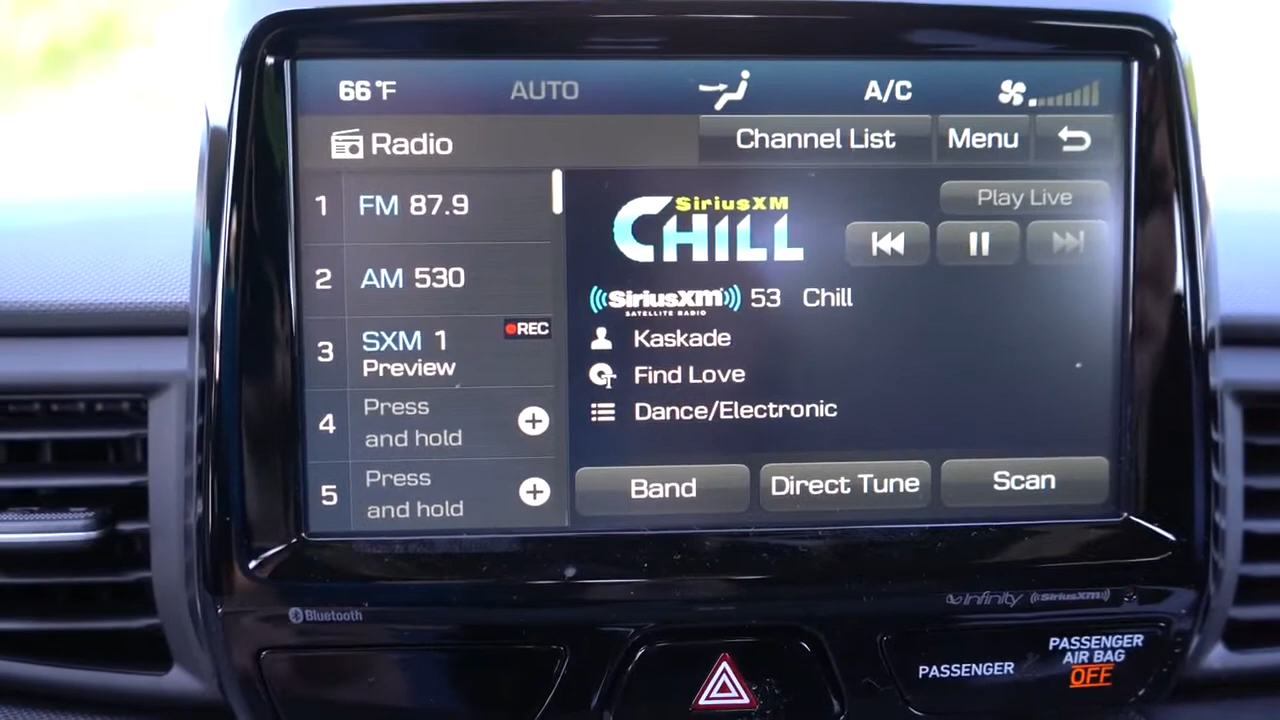 66°F AUTO A/C
Radio Channel List Menu
1 FM 87.9
2 AM 530
3 SXM 1 REC
Preview
4 Press
and hold
5 Press
and hold
SiriusXM
CHILL
Play Live
SiriusXM 53 Chill
SATELLITE RADIO
Kaskade
Find Love
Dance/Electronic
Band Direct Tune Scan
Bluetooth
Infinity SiriusXM
PASSENGER
PASSENGER
AIR BAG
OFF